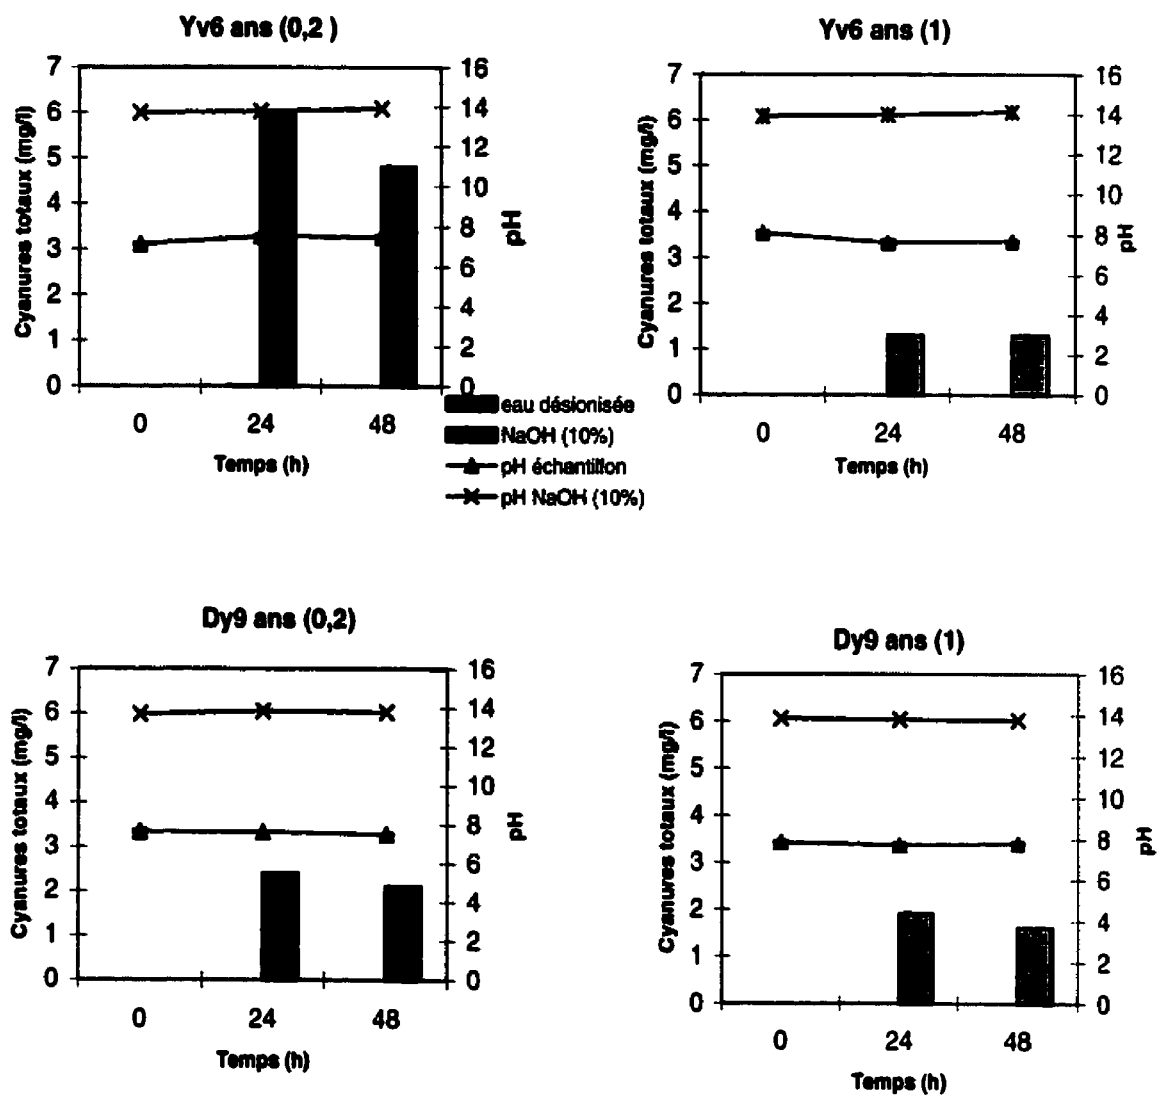 Yv6 ans (0,2 )
Cyanures totaux (mg/l)
7
6
5
4
3
2
1
0
16
14
12
10
8
6
4
2
0
pH
0 24 48
Temps (h)
Yv6 ans (1)
Cyanures totaux (mg/l)
7
6
5
4
3
2
1
0
16
14
12
10
8
6
4
2
0
pH
0 24 48
Temps (h)
eau désionisée
NaOH (10%)
pH échantillon
pH NaOH (10%)
Dy9 ans (0,2)
Cyanures totaux (mg/l)
7
6
5
4
3
2
1
0
16
14
12
10
8
6
4
2
0
pH
0 24 48
Temps (h)
Dy9 ans (1)
Cyanures totaux (mg/l)
7
6
5
4
3
2
1
0
16
14
12
10
8
6
4
2
0
pH
0 24 48
Temps (h)